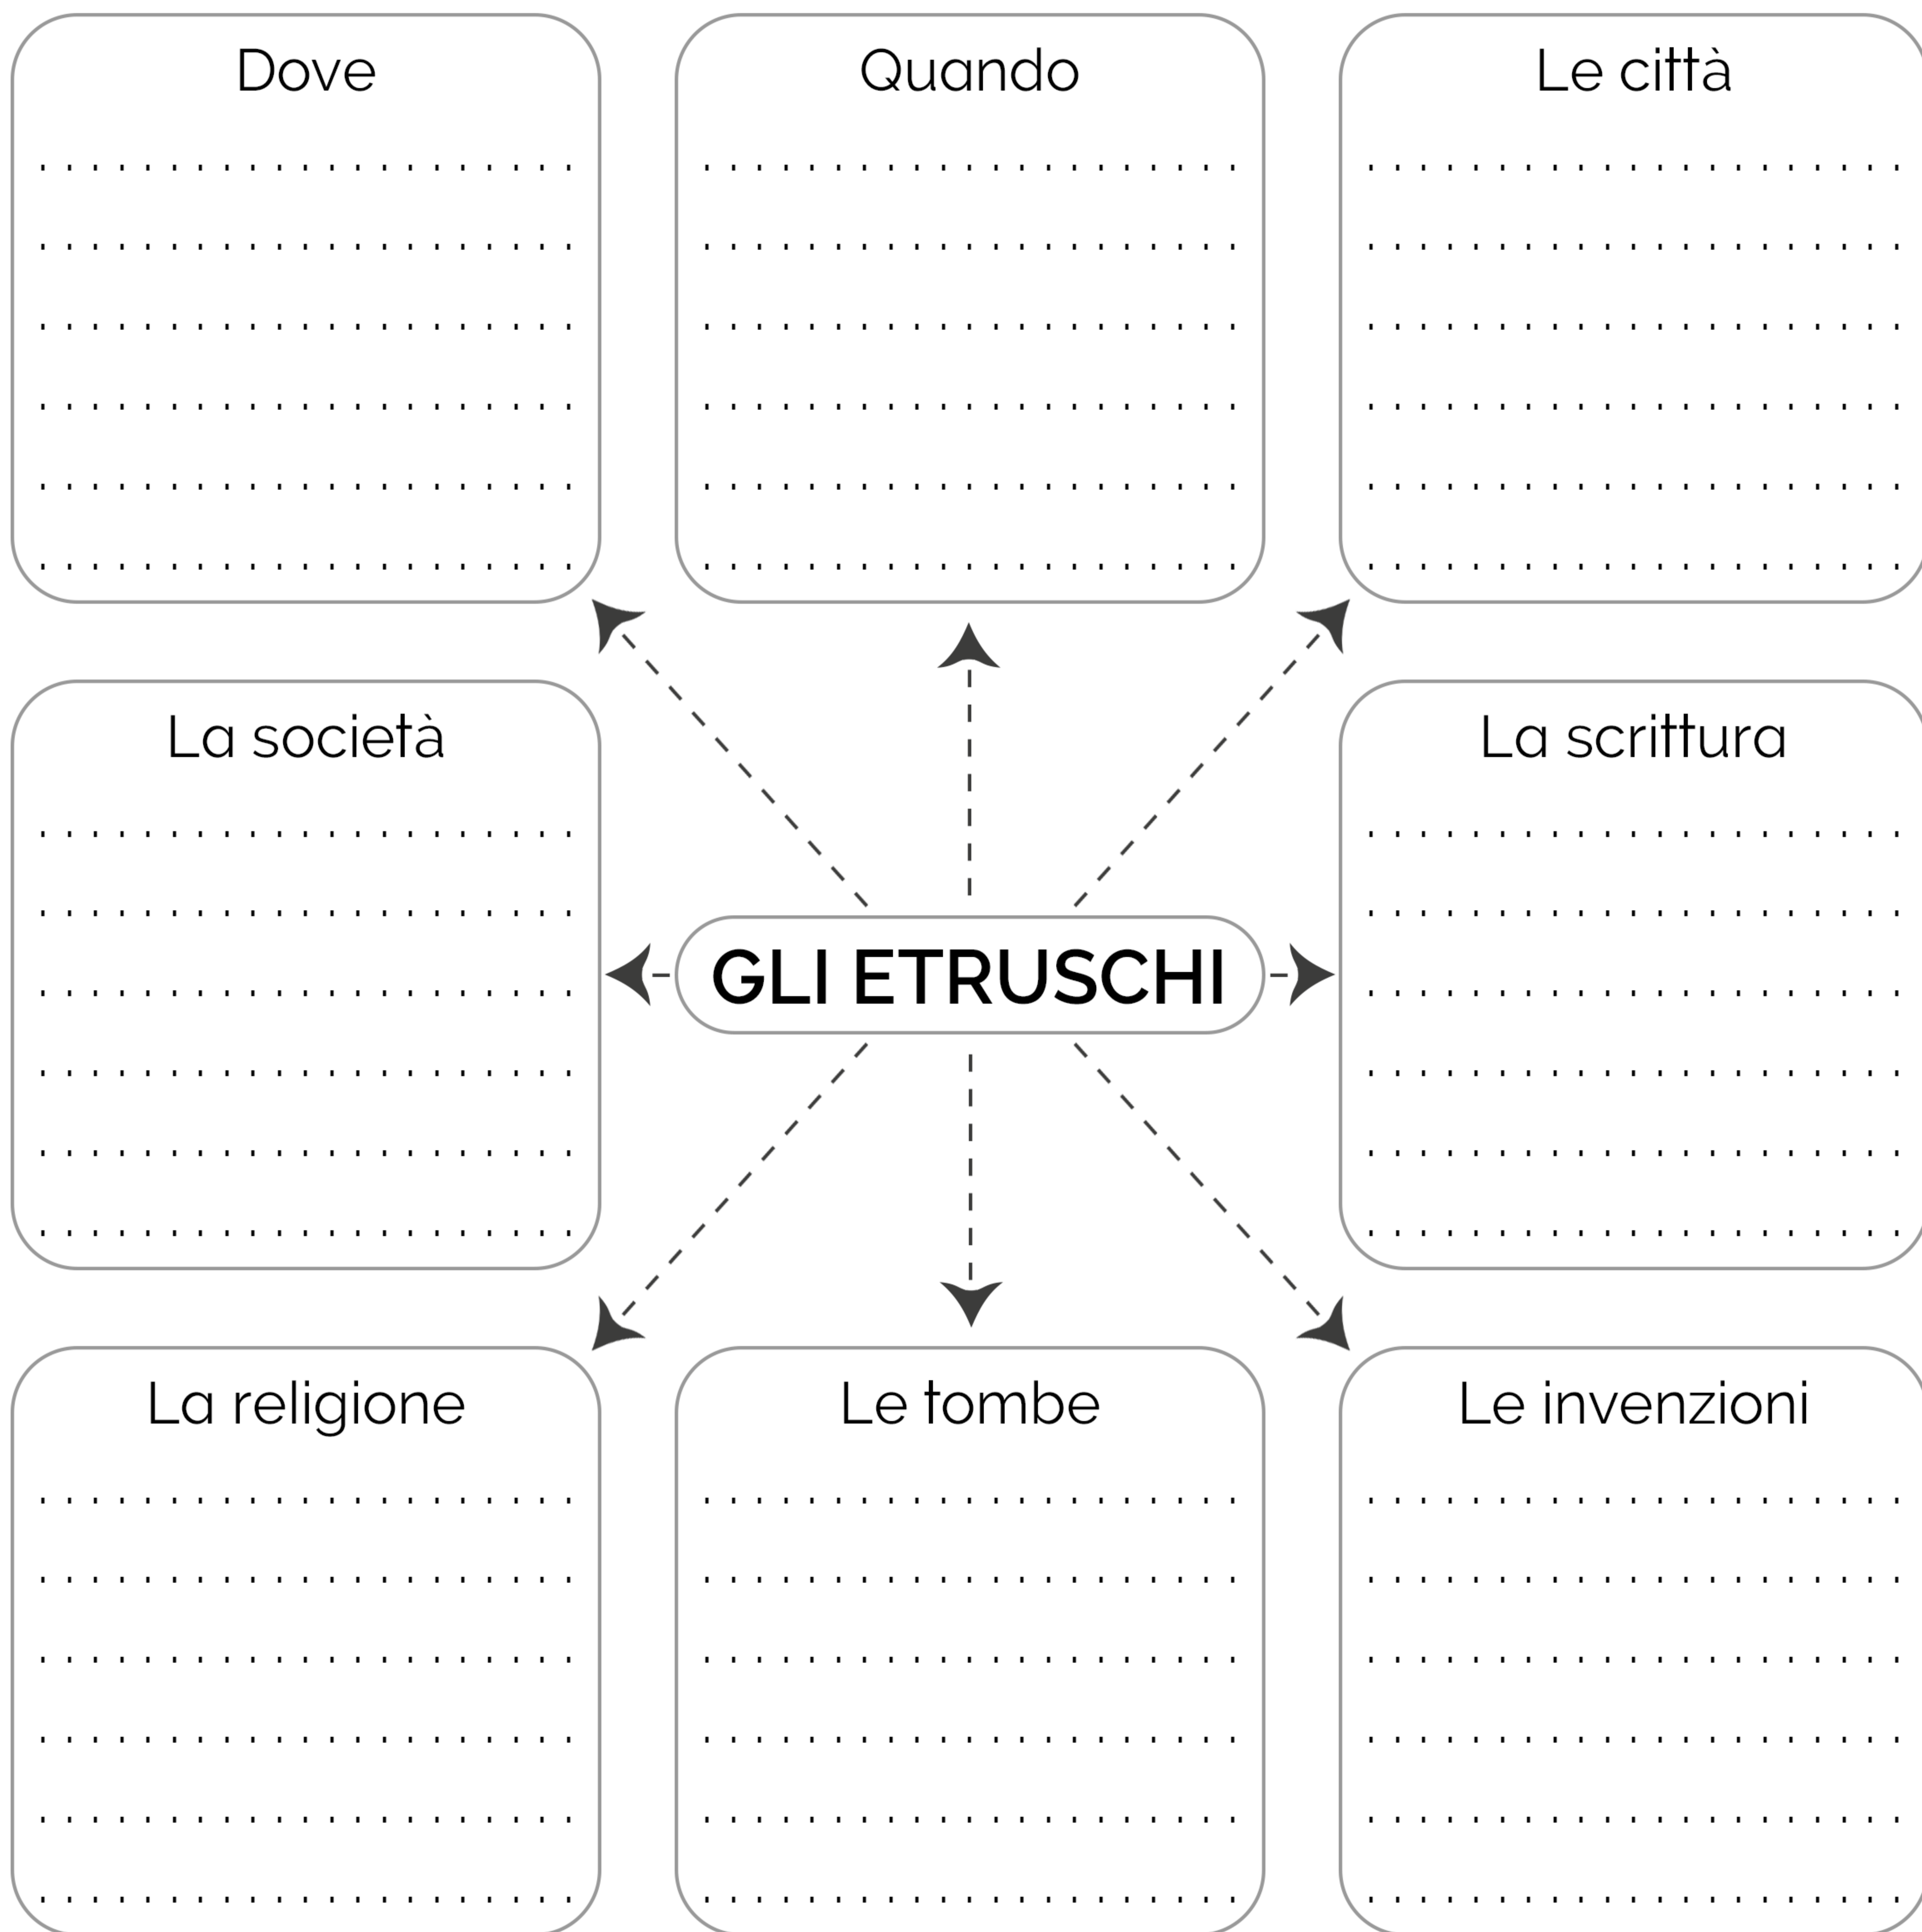 Dove
Quando
Le città
La società
GLI ETRUSCHI
La scrittura
La religione
Le tombe
Le invenzioni